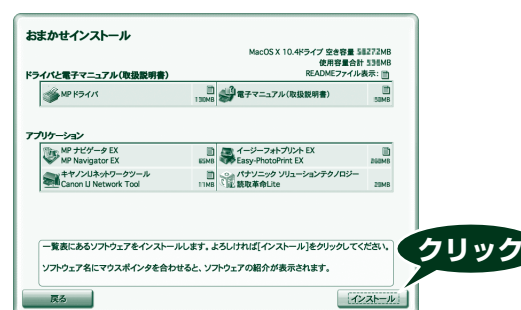 おまかせインストール
MacOS X 10.4ドライブ 空き容量 58272MB
使用容量合計 538MB
READMEファイル表示:
ドライバと電子マニュアル(取扱説明書)
MP ドライバ
130MB
電子マニュアル(取扱説明書)
50MB
アプリケーション
MP ナビゲータ EX
MP Navigator EX
65MB
イージーフォトプリント EX
Easy-PhotoPrint EX
260MB
キヤノンIJネットワークツール
Canon IJ Network Tool
11MB
パナソニック ソリューションテクノロジー
読取革命Lite
20MB
一覧表にあるソフトウェアをインストールします。よろしければ[インストール]をクリックしてください。
ソフトウェア名にマウスポインタを合わせると、ソフトウェアの紹介が表示されます。
クリック
戻る
インストール